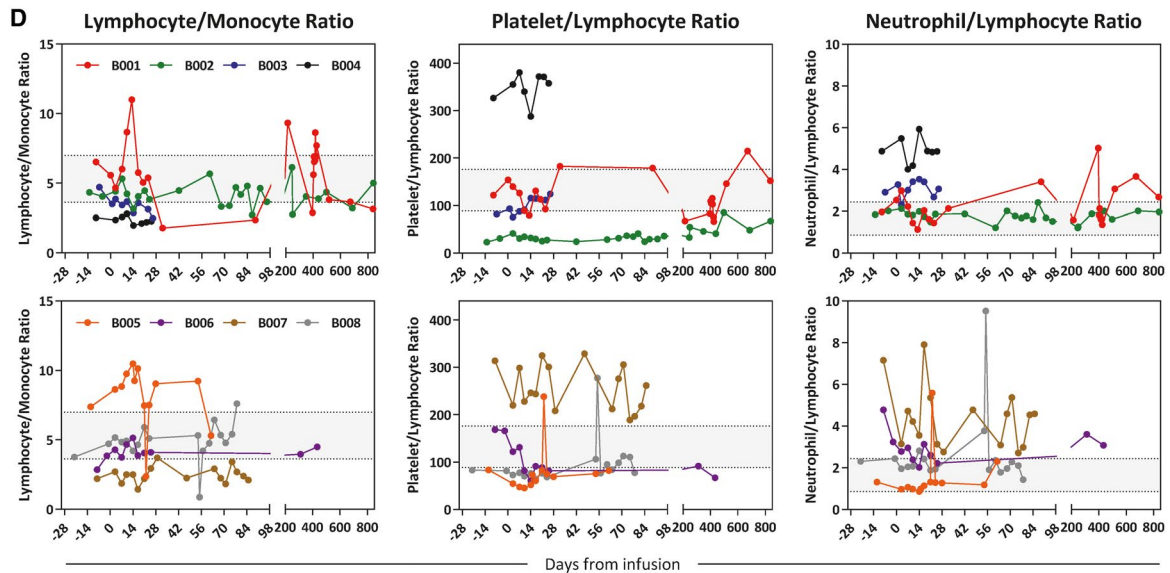 D
Lymphocyte/Monocyte Ratio
Platelet/Lymphocyte Ratio
Neutrophil/Lymphocyte Ratio
Lymphocyte/Monocyte Ratio
15
10
5
0
B001 B002 B003 B004
-28 -14 0 14 28 42 56 70 84 98 200 400 600 800
Platelet/Lymphocyte Ratio
400
300
200
100
0
-28 -14 0 14 28 42 56 70 84 98 200 400 600 800
Neutrophil/Lymphocyte Ratio
10
8
6
4
2
0
-28 -14 0 14 28 42 56 70 84 98 200 400 600 800
Lymphocyte/Monocyte Ratio
15
10
5
0
B005 B006 B007 B008
-28 -14 0 14 28 42 56 70 84 98 200 400 600 800
Platelet/Lymphocyte Ratio
400
300
200
100
0
-28 -14 0 14 28 42 56 70 84 98 200 400 600 800
Neutrophil/Lymphocyte Ratio
10
8
6
4
2
0
-28 -14 0 14 28 42 56 70 84 98 200 400 600 800
Days from infusion